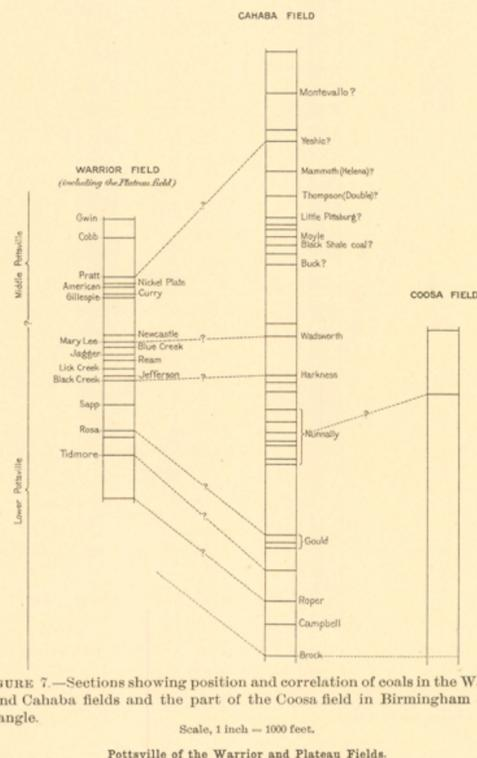 CAHABA FIELD
Montevallo?
Yeshic?
WARRIOR FIELD
(including the Plateau field)
Mammoth (Helena)?
Thompson (Double)?
Gwin
Little Pittsburg?
Cobb
Moyle
Black Shale coal?
Middle Pottsville
Buck?
Pratt
?
American
Nickel Plate
Gillespie
Curry
COOSA FIELD
?
Newcastle
Mary Lee
?
Wadsworth
Blue Creek
Jagger
Ream
Lick Creek
Jefferson
?
Harkness
Black Creek
Sapp
?
Rosa
Nunnally
Tidmore
?
Lower Pottsville
?
Gould
?
Roper
Campbell
Brock
GURE 7.—Sections showing position and correlation of coals in the W
nd Cahaba fields and the part of the Coosa field in Birmingham
angle.
Scale, 1 inch = 1000 feet.
Pottsville of the Warrior and Plateau Fields.